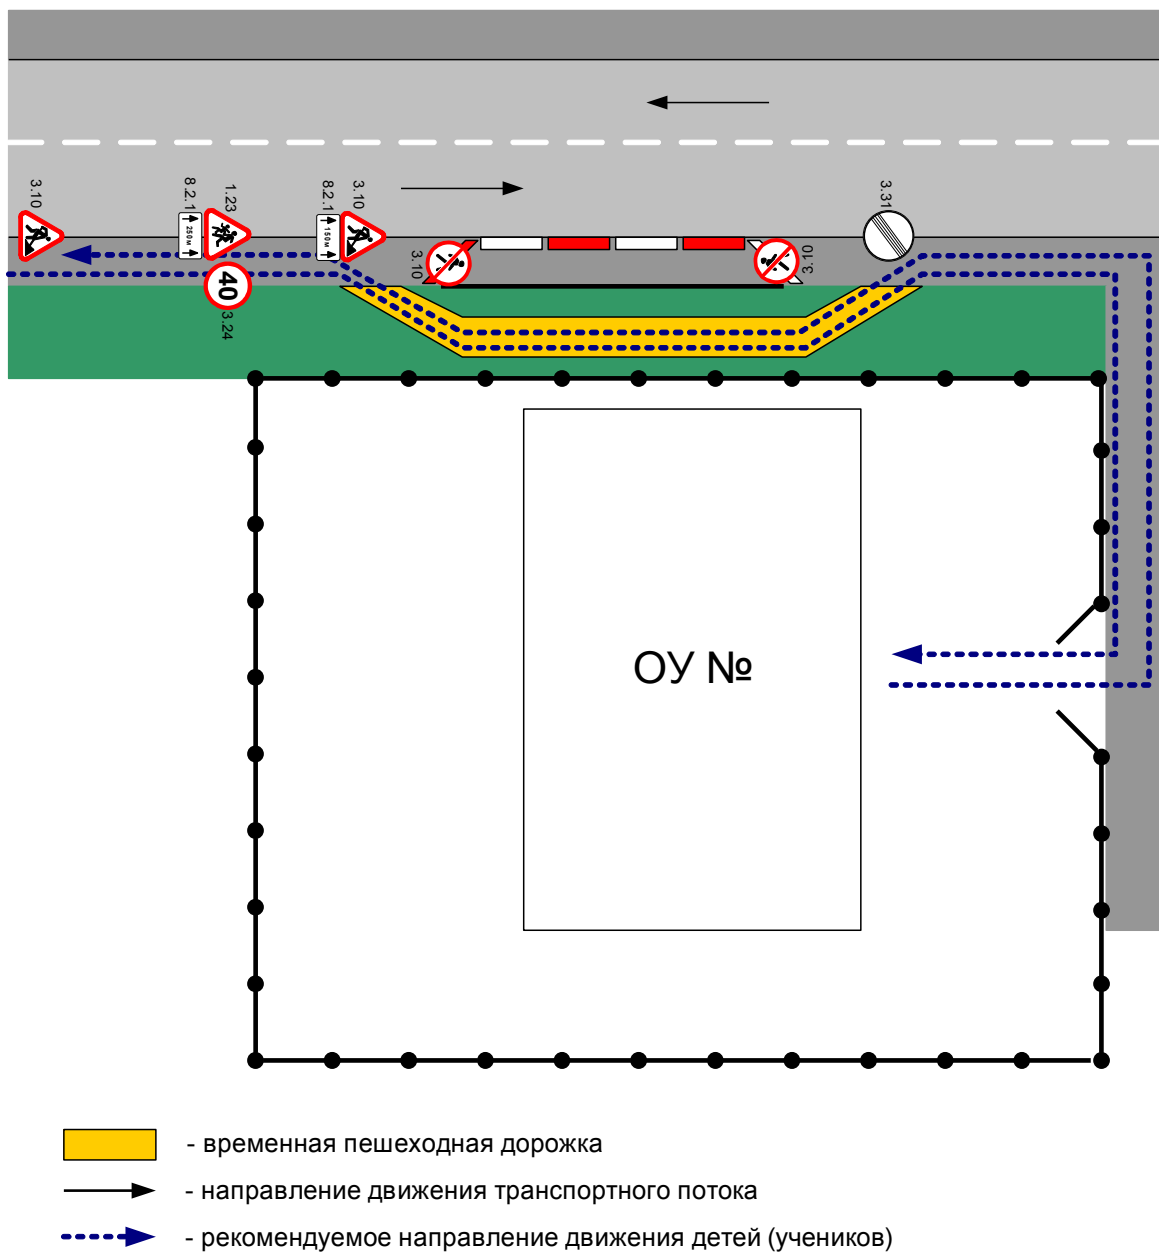 3.10
8.2.1
250 м
1.23
40
3.24
8.2.1
150 м
3.10
3.10
3.10
3.31
ОУ №
- временная пешеходная дорожка
- направление движения транспортного потока
- рекомендуемое направление движения детей (учеников)